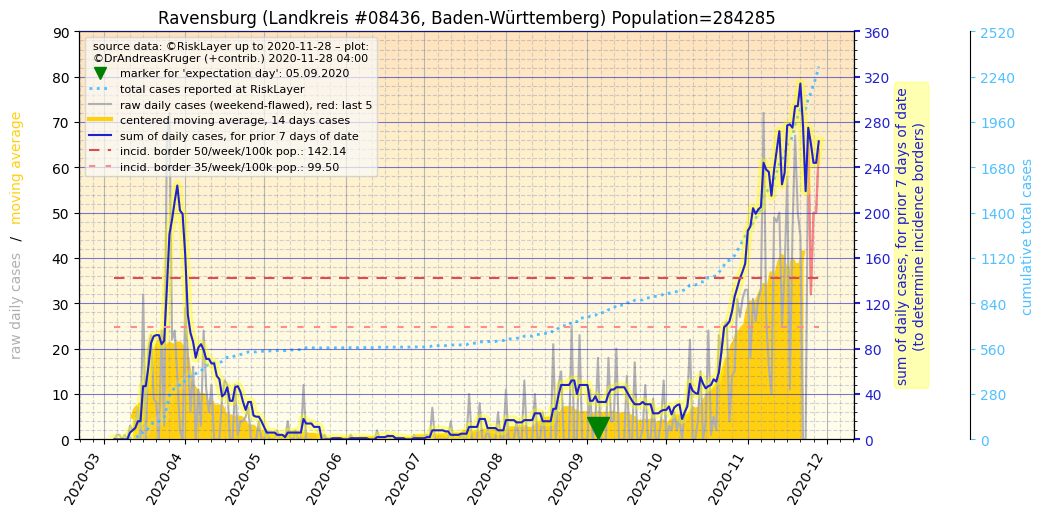 Ravensburg (Landkreis #08436, Baden-Württemberg) Population=284285
source data: ©RiskLayer up to 2020-11-28 – plot:
©DrAndreasKruger (+contrib.) 2020-11-28 04:00
marker for 'expectation day': 05.09.2020
total cases reported at RiskLayer
raw daily cases (weekend-flawed), red: last 5
centered moving average, 14 days cases
sum of daily cases, for prior 7 days of date
incid. border 50/week/100k pop.: 142.14
incid. border 35/week/100k pop.: 99.50
raw daily cases / moving average
90
80
70
60
50
40
30
20
10
0
360
320
280
240
200
160
120
80
40
0
sum of daily cases, for prior 7 days of date
(to determine incidence borders)
2520
2240
1960
1680
1400
1120
840
560
280
0
cumulative total cases
2020-03
2020-04
2020-05
2020-06
2020-07
2020-08
2020-09
2020-10
2020-11
2020-12